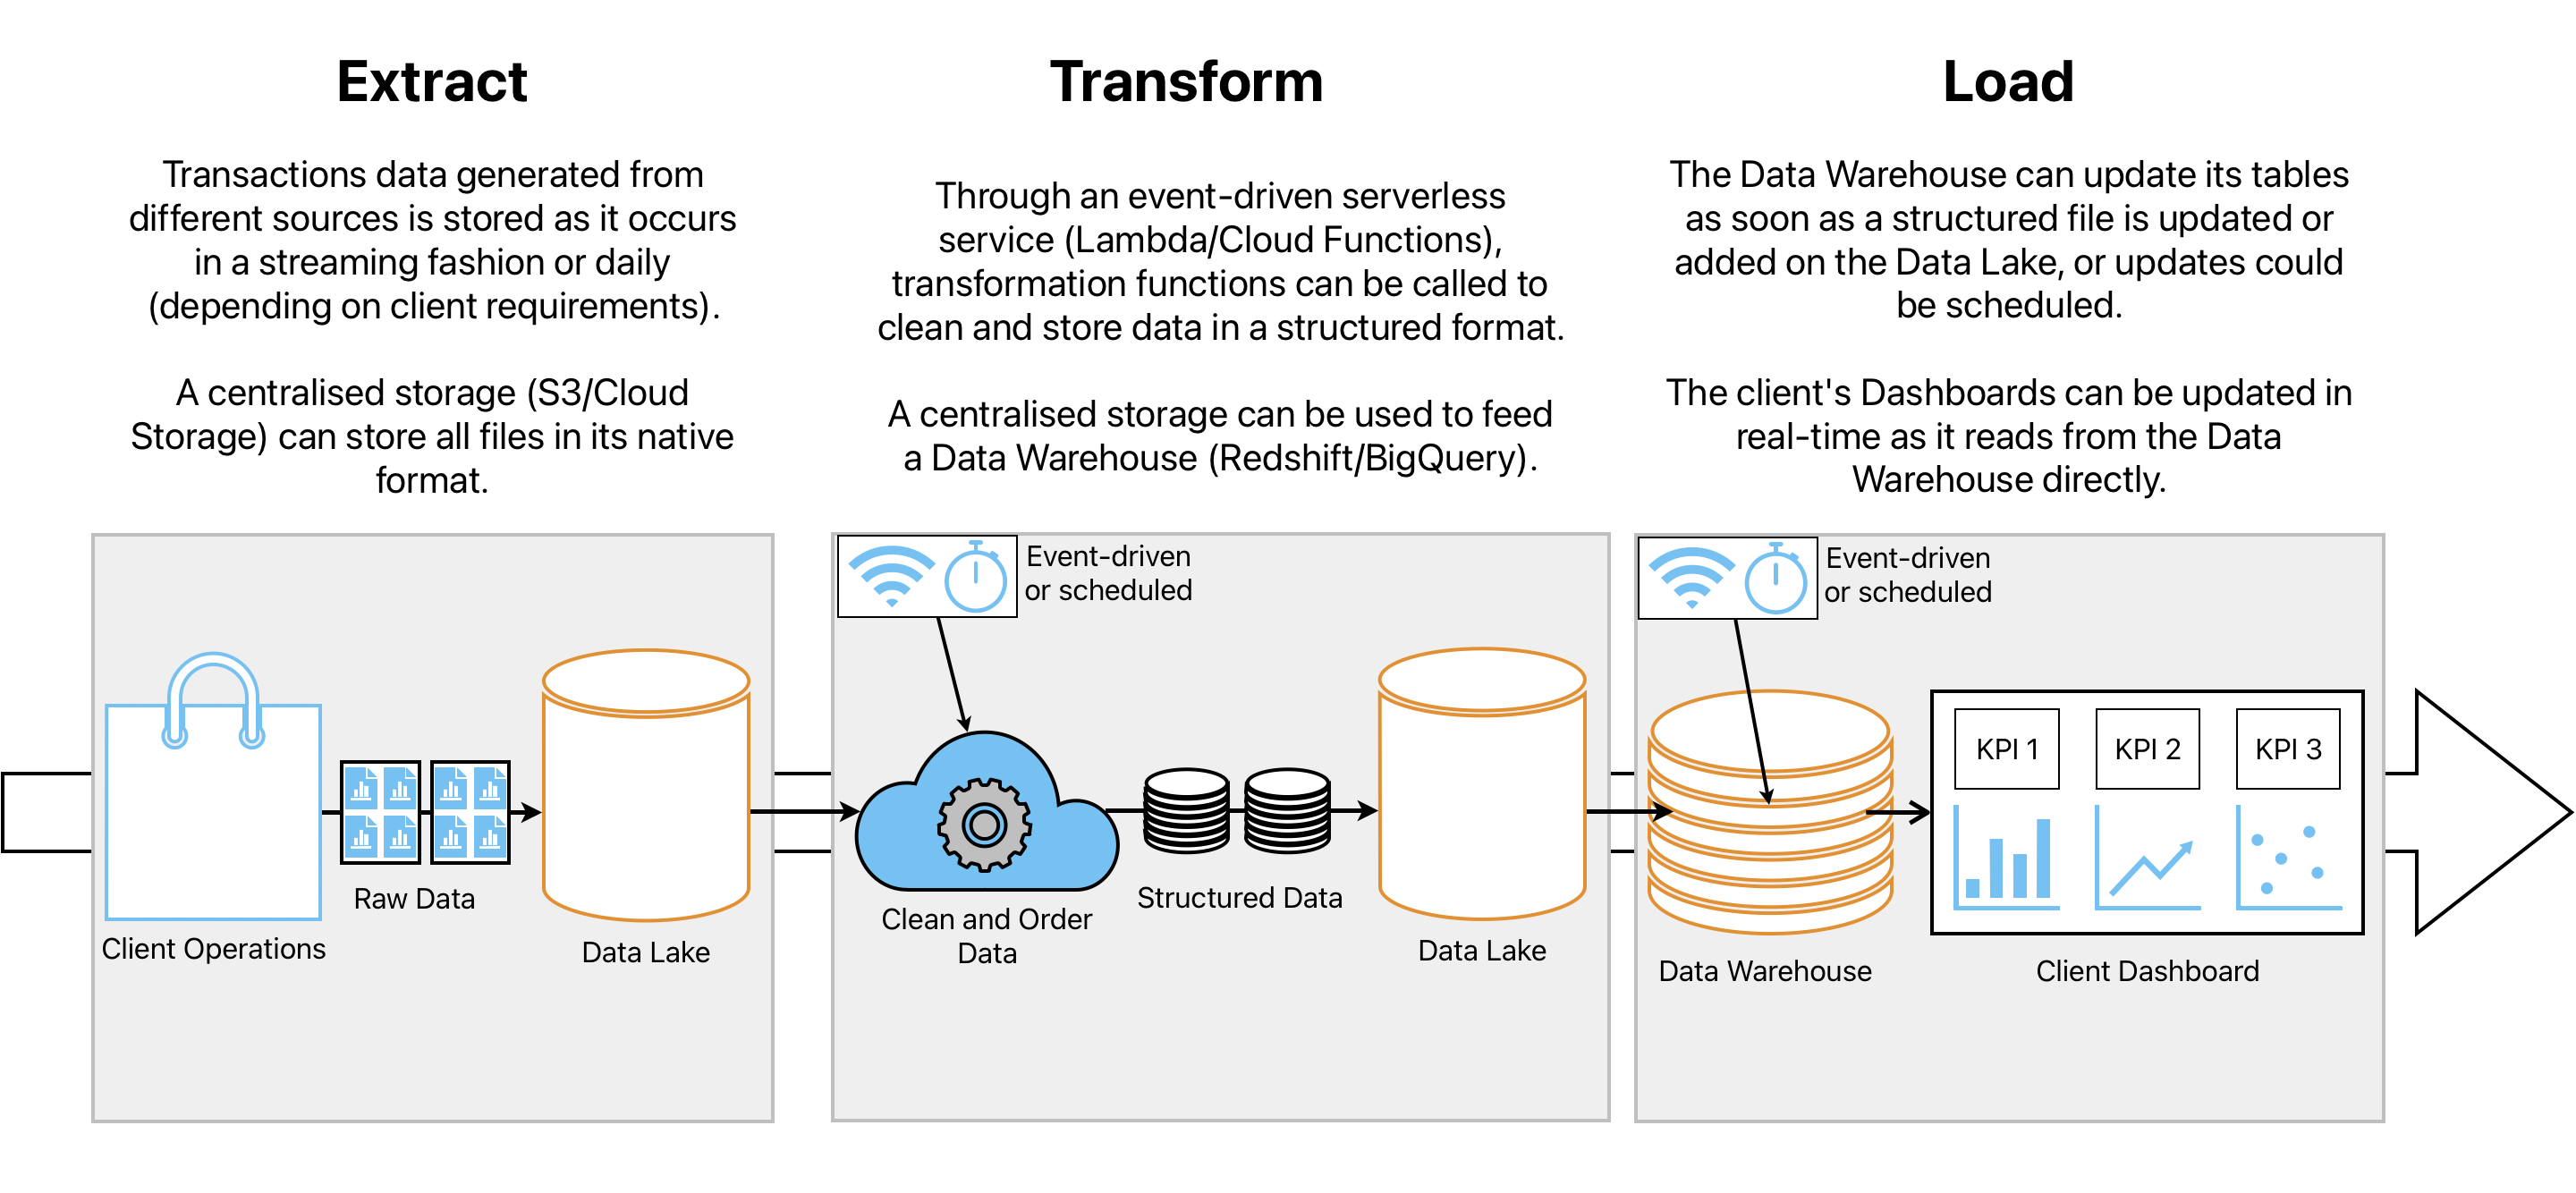 Extract
Transactions data generated from
different sources is stored as it occurs
in a streaming fashion or daily
(depending on client requirements).
A centralised storage (S3/Cloud
Storage) can store all files in its native
format.
Transform
Through an event-driven serverless
service (Lambda/Cloud Functions),
transformation functions can be called to
clean and store data in a structured format.
A centralised storage can be used to feed
a Data Warehouse (Redshift/BigQuery).
Load
The Data Warehouse can update its tables
as soon as a structured file is updated or
added on the Data Lake, or updates could
be scheduled.
The client's Dashboards can be updated in
real-time as it reads from the Data
Warehouse directly.
Client Operations
Raw Data
Data Lake
Event-driven
or scheduled
Clean and Order
Data
Structured Data
Data Lake
Event-driven
or scheduled
Data Warehouse
KPI 1
KPI 2
KPI 3
Client Dashboard